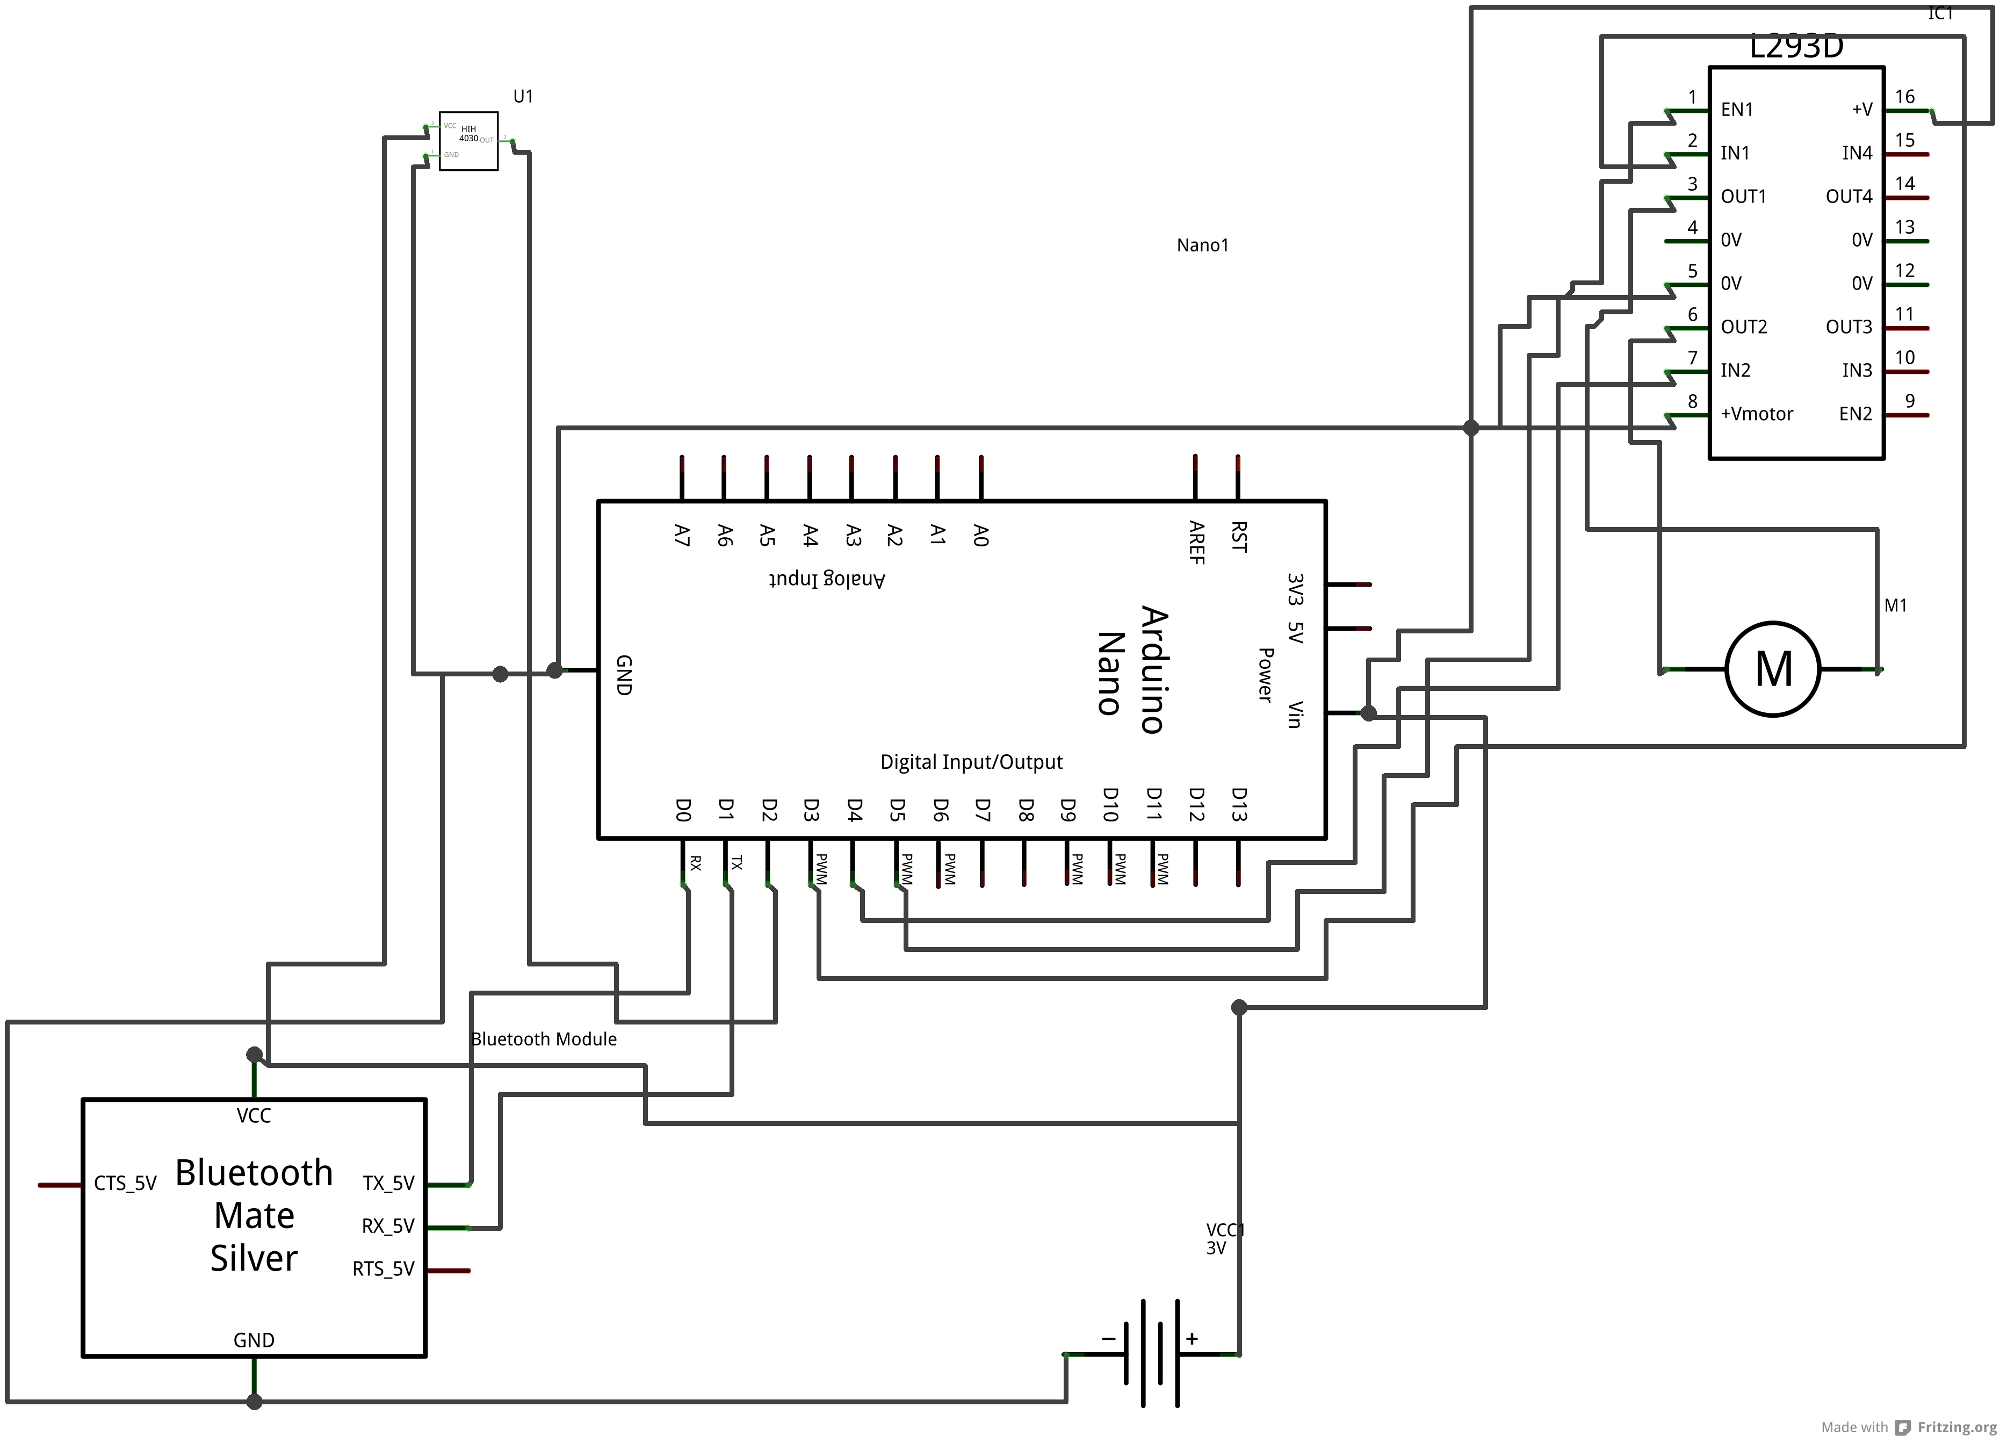 IC1
L293D
1 EN1 +V 16
2 IN1 IN4 15
3 OUT1 OUT4 14
4 0V 0V 13
5 0V 0V 12
6 OUT2 OUT3 11
7 IN2 IN3 10
8 +Vmotor EN2 9
U1
VCC
HIH
4030
OUT
GND
Nano1
A7 A6 A5 A4 A3 A2 A1 A0 AREF RST
Analog Input
3V3
5V
Power
Vin
GND
Arduino
Nano
Digital Input/Output
D0 D1 D2 D3 D4 D5 D6 D7 D8 D9 D10 D11 D12 D13
RX TX PWM PWM PWM PWM PWM PWM
M1
M
Bluetooth Module
VCC
CTS_5V
Bluetooth
Mate
Silver
TX_5V
RX_5V
RTS_5V
GND
VCC1
3V
− +
Made with Fritzing.org